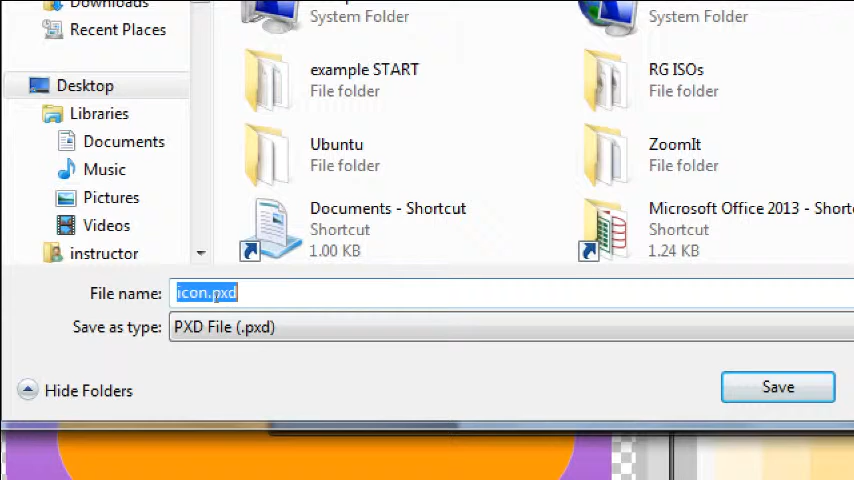 Downloads
System Folder
System Folder
Recent Places
example START
File folder
RG ISOs
File folder
Desktop
Libraries
Ubuntu
File folder
ZoomIt
File folder
Documents
Music
Pictures
Documents - Shortcut
Shortcut
1.00 KB
Microsoft Office 2013 - Shortc
Shortcut
1.24 KB
Videos
instructor
File name: icon.pxd
Save as type: PXD File (.pxd)
Hide Folders
Save